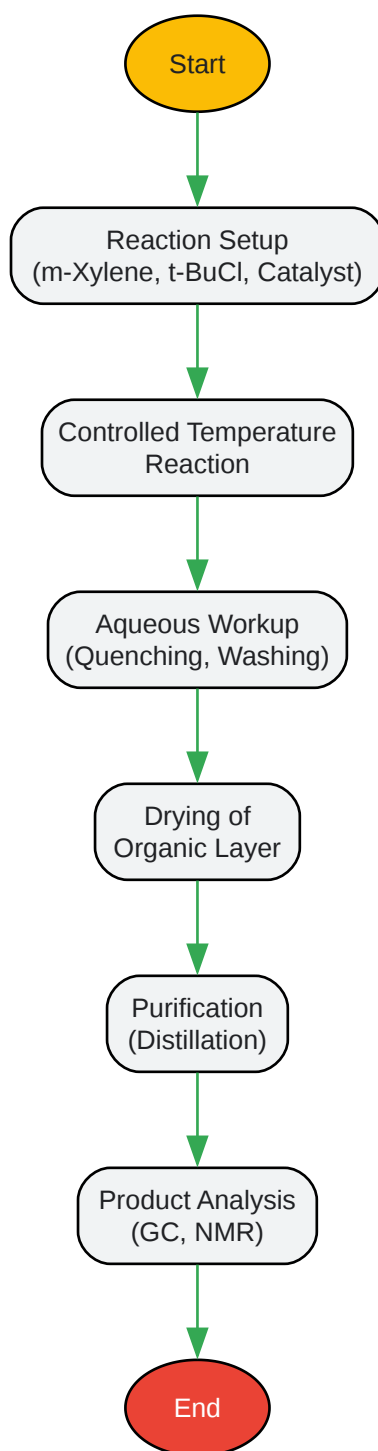 Start
Reaction Setup
(m-Xylene, t-BuCl, Catalyst)
Controlled Temperature
Reaction
Aqueous Workup
(Quenching, Washing)
Drying of
Organic Layer
Purification
(Distillation)
Product Analysis
(GC, NMR)
End